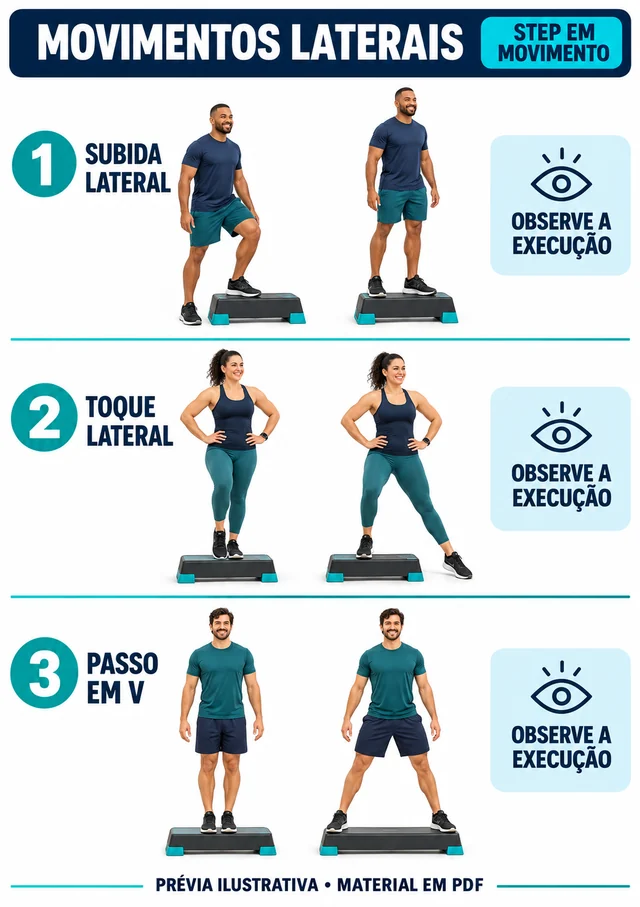 MOVIMENTOS LATERAIS
STEP EM
MOVIMENTO
1
SUBIDA
LATERAL
OBSERVE A
EXECUÇÃO
2
TOQUE
LATERAL
OBSERVE A
EXECUÇÃO
3
PASSO
EM V
OBSERVE A
EXECUÇÃO
PRÉVIA ILUSTRATIVA • MATERIAL EM PDF